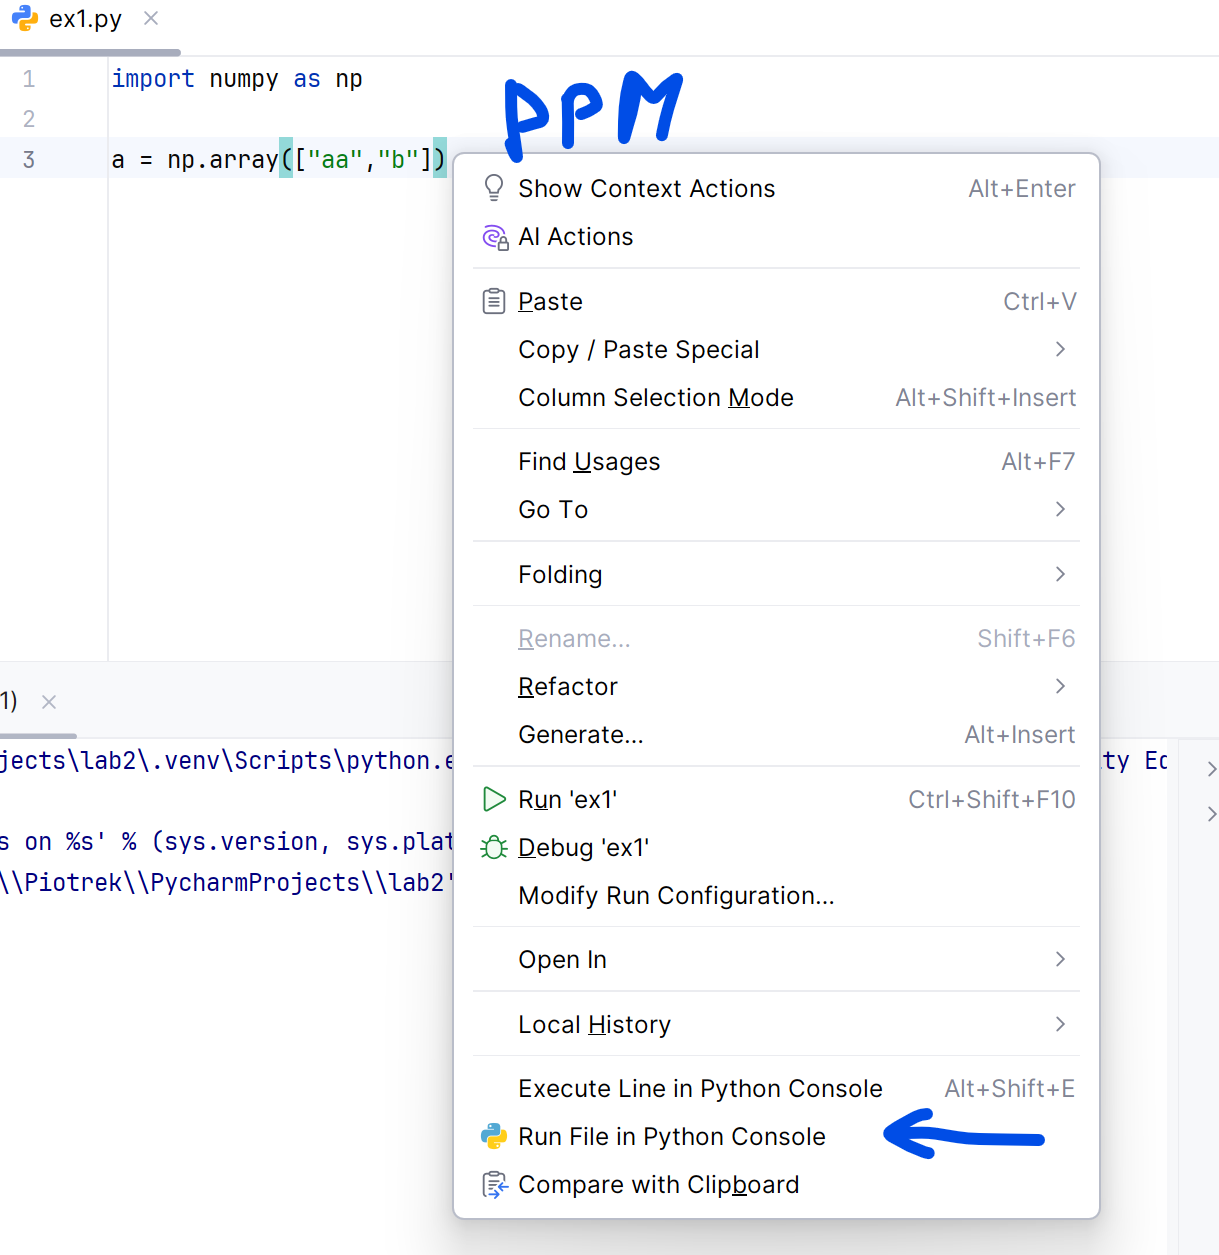 ex1.py
1 import numpy as np
PPM
2
3 a = np.array(["aa","b"])
Show Context Actions Alt+Enter
AI Actions
Paste Ctrl+V
Copy / Paste Special
Column Selection Mode Alt+Shift+Insert
Find Usages Alt+F7
Go To
Folding
Rename... Shift+F6
Refactor
Generate... Alt+Insert
Run 'ex1' Ctrl+Shift+F10
Debug 'ex1'
Modify Run Configuration...
Open In
Local History
Execute Line in Python Console Alt+Shift+E
Run File in Python Console
Compare with Clipboard
1)
jects\lab2\.venv\Scripts\python.e ty Ed
s on %s' % (sys.version, sys.plat
\\Piotrek\\PycharmProjects\\lab2'